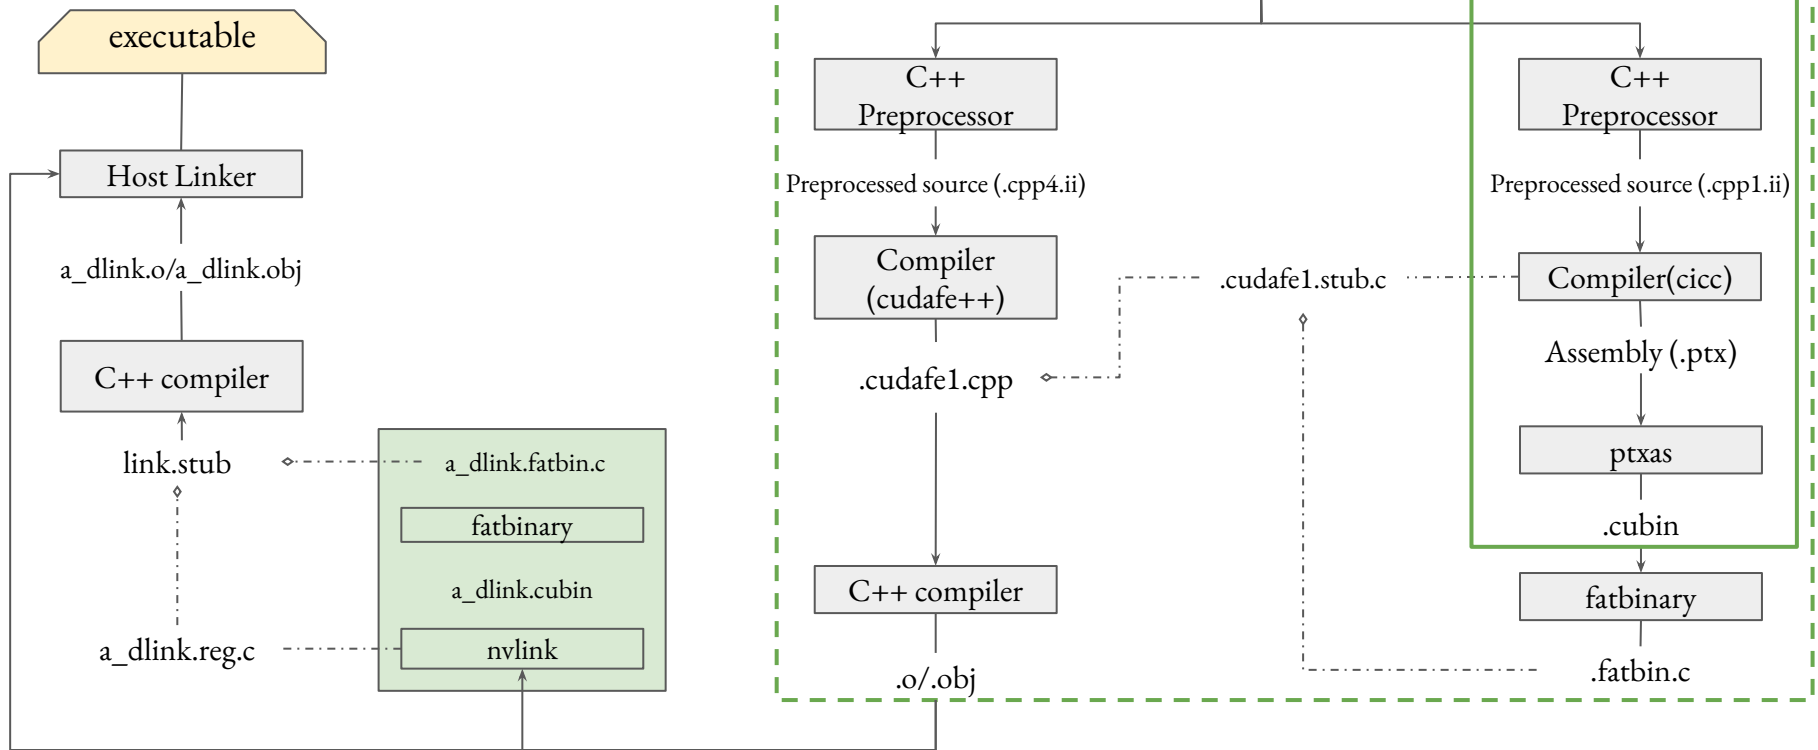 executable
Host Linker
a_dlink.o/a_dlink.obj
C++ compiler
link.stub
a_dlink.reg.c
a_dlink.fatbin.c
fatbinary
a_dlink.cubin
nvlink
C++
Preprocessor
Preprocessed source (.cpp4.ii)
Compiler
(cudafe++)
.cudafe1.cpp
C++ compiler
.o/.obj
.cudafe1.stub.c
C++
Preprocessor
Preprocessed source (.cpp1.ii)
Compiler(cicc)
Assembly (.ptx)
ptxas
.cubin
fatbinary
.fatbin.c